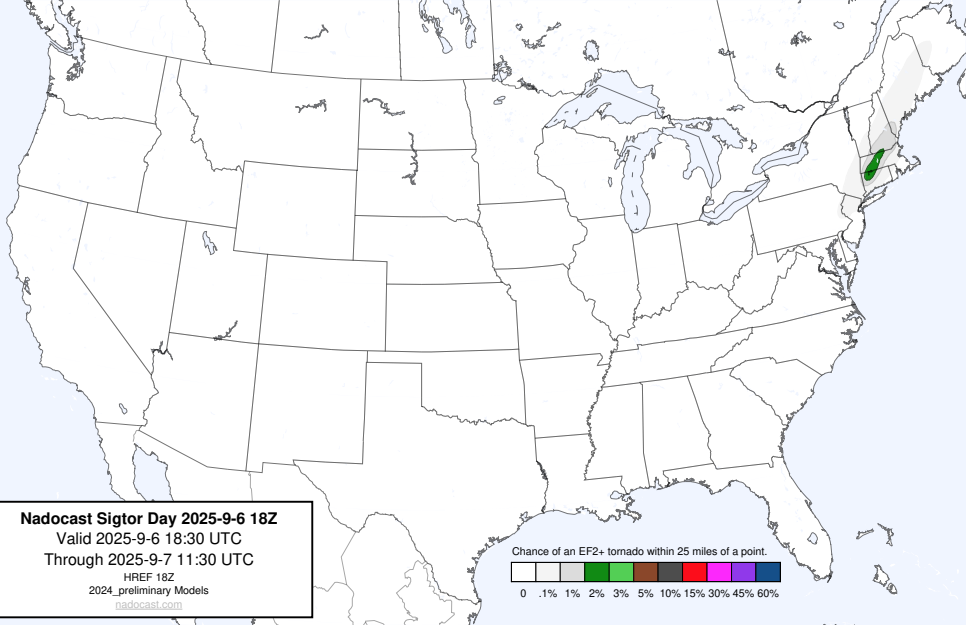 Nadocast Sigtor Day 2025-9-6 18Z
Valid 2025-9-6 18:30 UTC
Through 2025-9-7 11:30 UTC
HREF 18Z
2024_preliminary Models
nadocast.com
Chance of an EF2+ tornado within 25 miles of a point.
0 .1% 1% 2% 3% 5% 10% 15% 30% 45% 60%